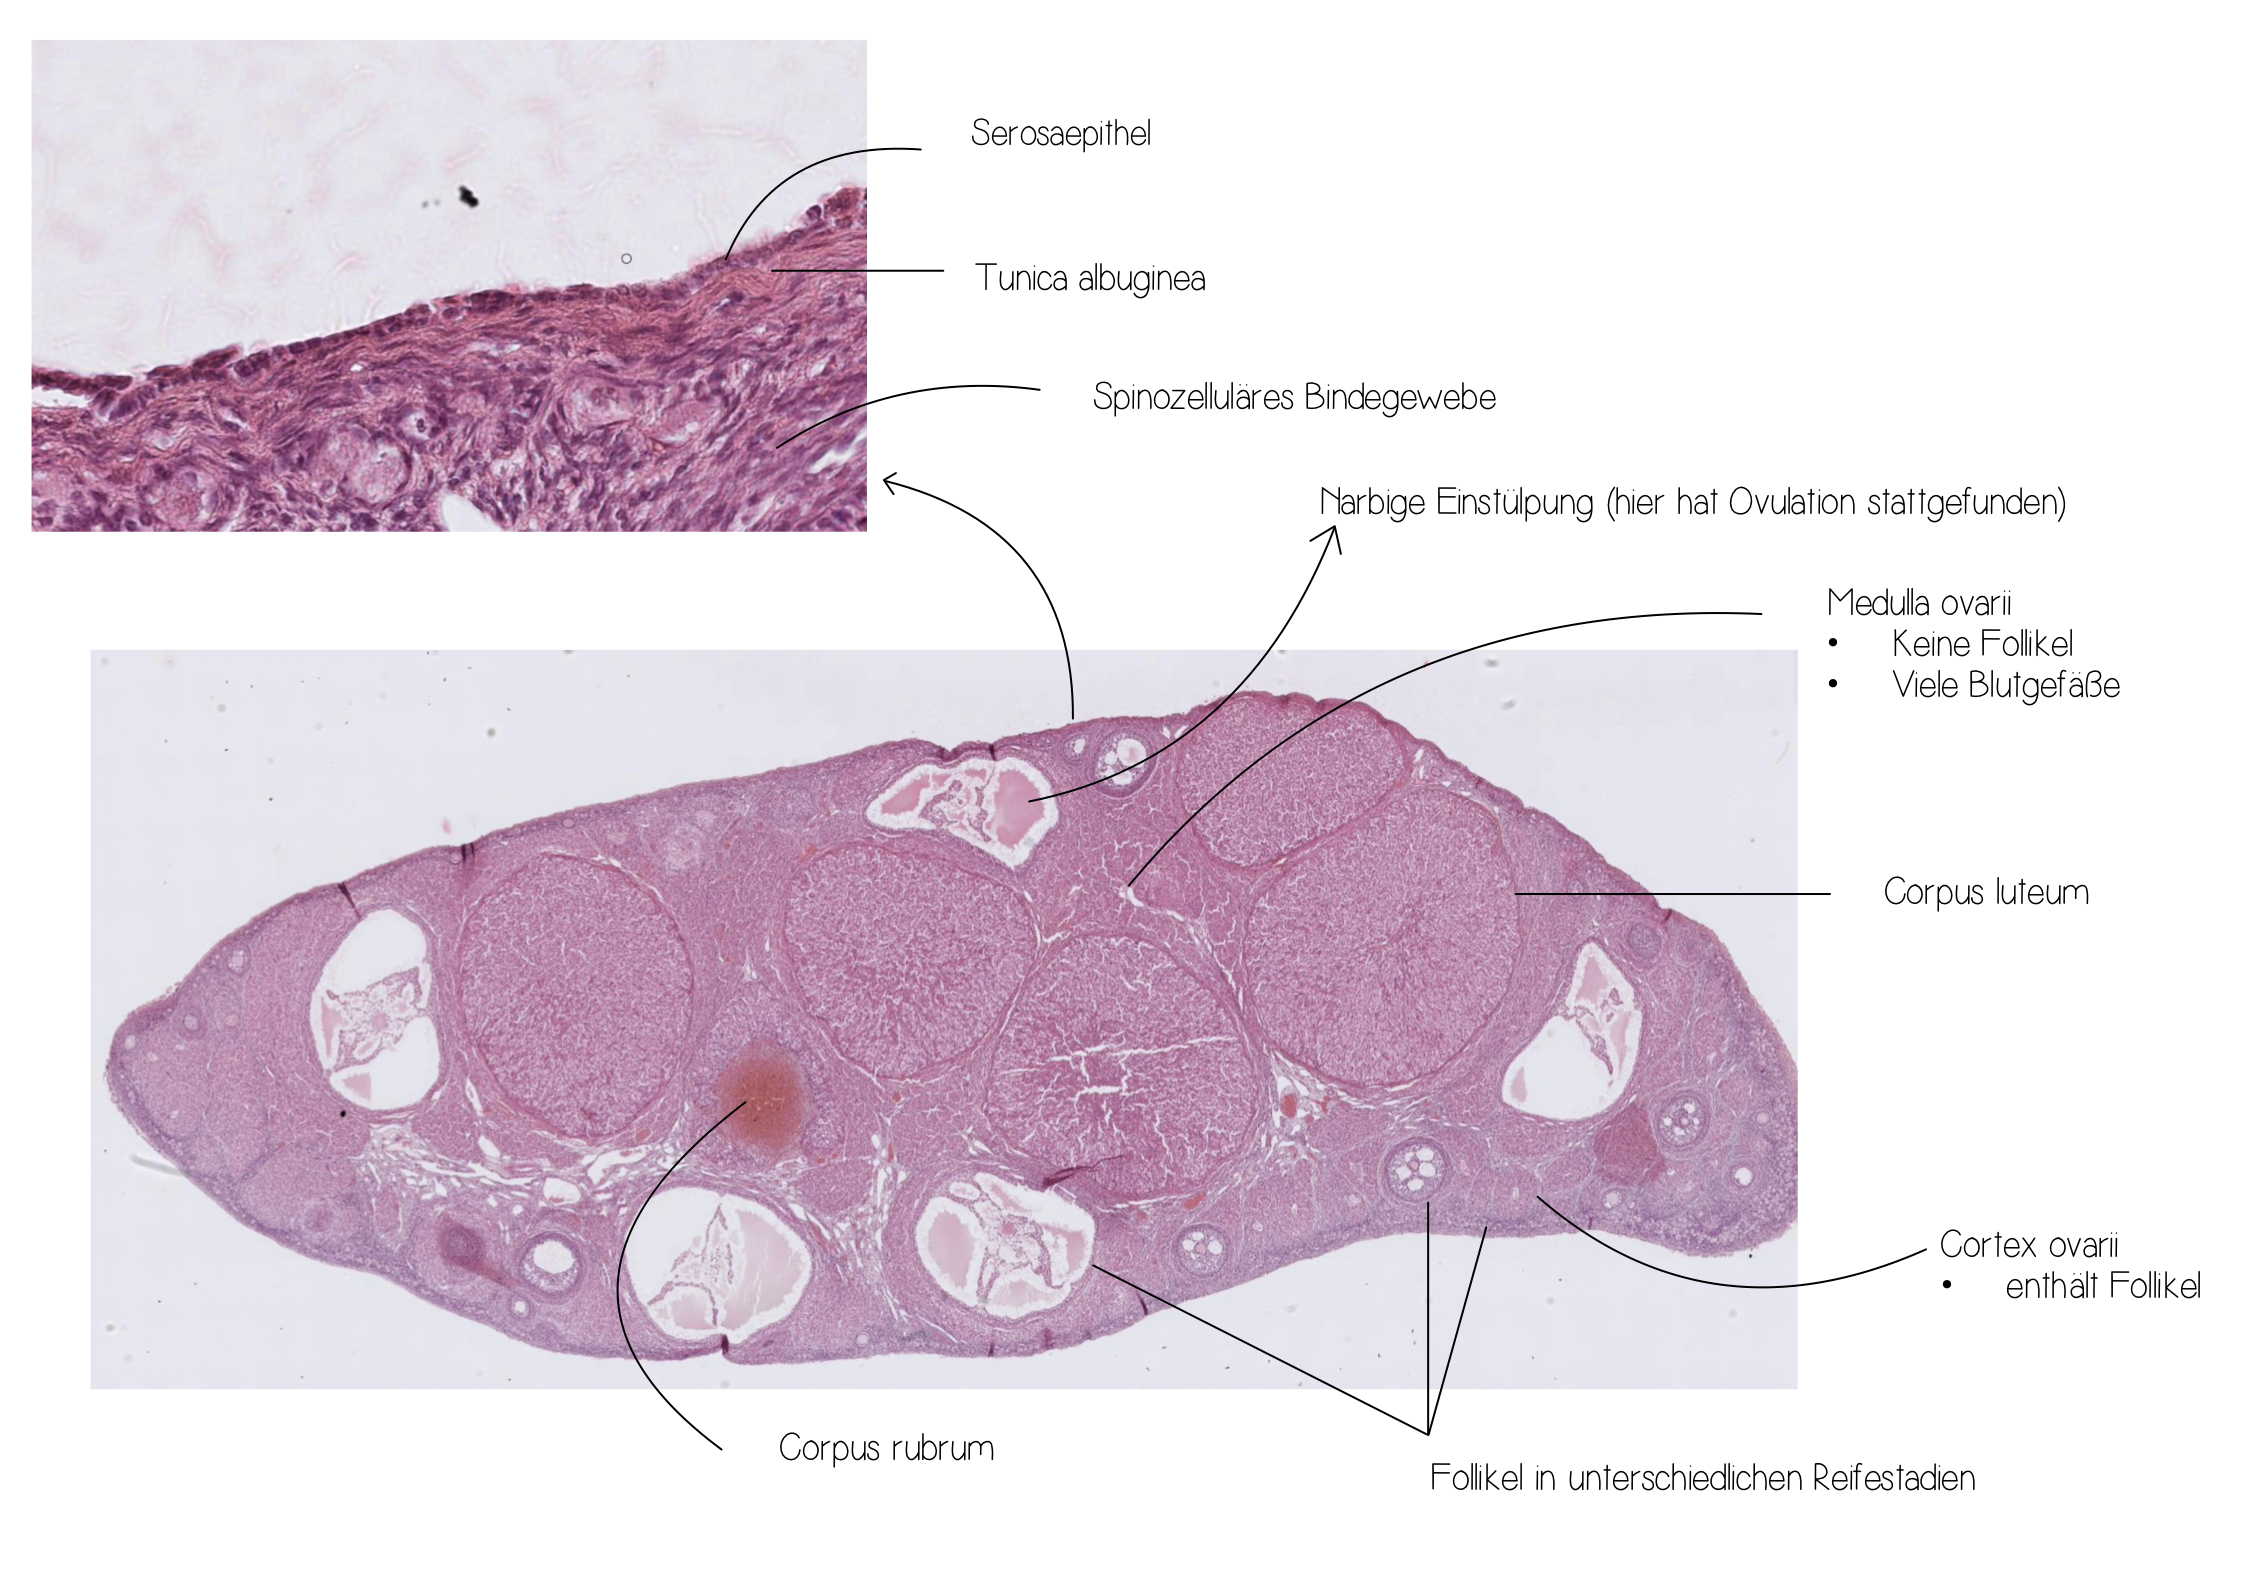 Serosaepithel
Tunica albuginea
Spinozelluläres Bindegewebe
Narbige Einstülpung (hier hat Ovulation stattgefunden)
Medulla ovarii
• Keine Follikel
• Viele Blutgefäße
Corpus luteum
Cortex ovarii
• enthält Follikel
Corpus rubrum
Follikel in unterschiedlichen Reifestadien